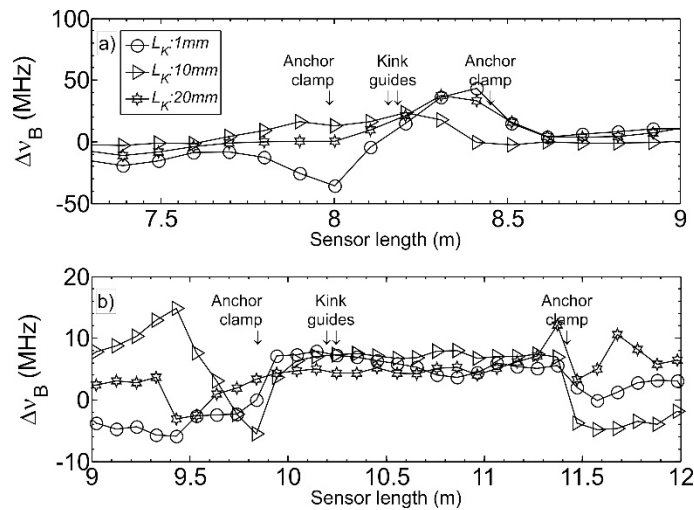 a)
L_K:1mm
L_K:10mm
L_K:20mm
Anchor clamp
Kink guides
Anchor clamp
100
50
0
-50
Δν_B (MHz)
7.5
8
8.5
9
Sensor length (m)
b)
Anchor clamp
Kink guides
Anchor clamp
20
10
0
-10
Δν_B (MHz)
9
9.5
10
10.5
11
11.5
12
Sensor length (m)